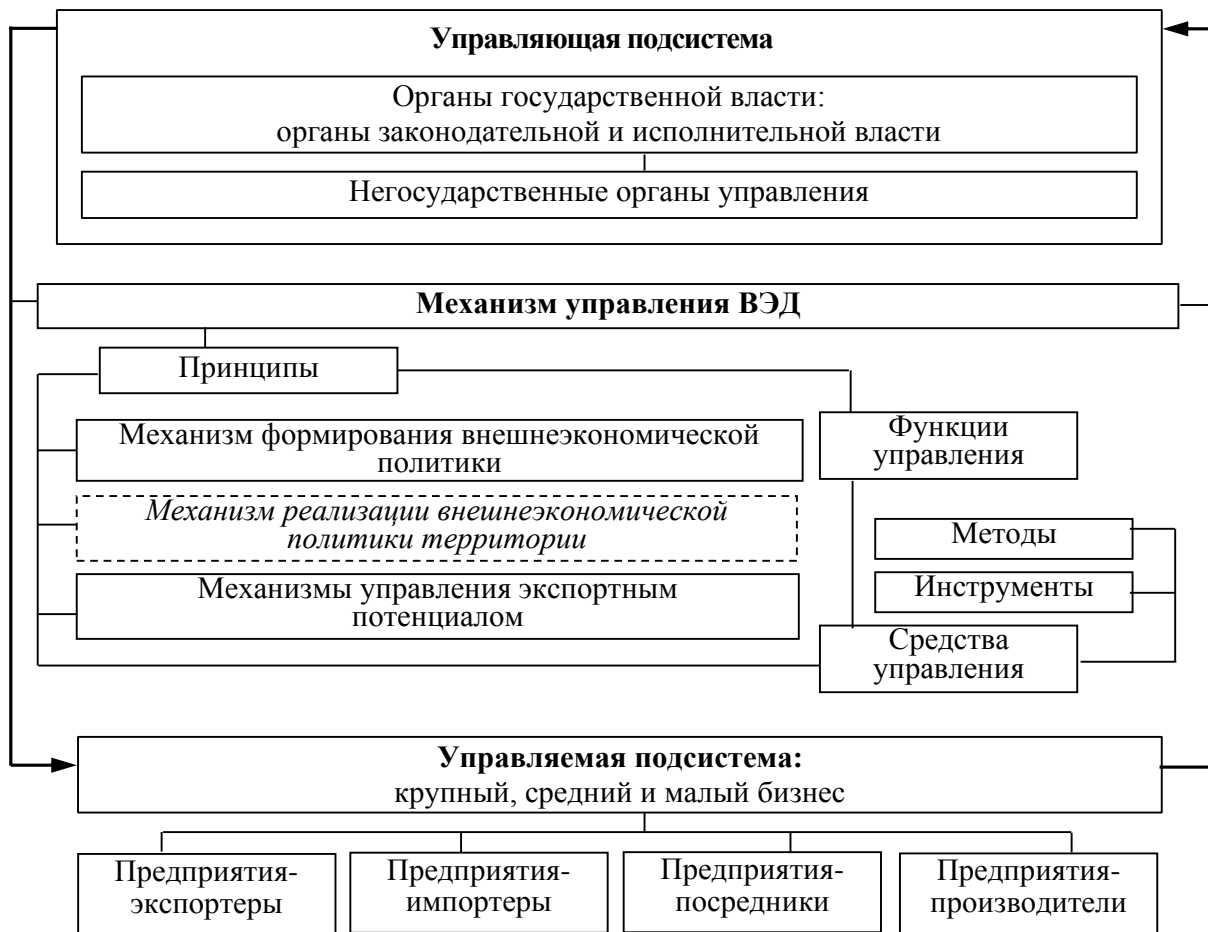 Управляющая подсистема
Органы государственной власти:
органы законодательной и исполнительной власти
Негосударственные органы управления
Механизм управления ВЭД
Принципы
Функции
управления
Механизм формирования внешнеэкономической
политики
Механизм реализации внешнеэкономической
политики территории
Методы
Инструменты
Механизмы управления экспортным
потенциалом
Средства
управления
Управляемая подсистема:
крупный, средний и малый бизнес
Предприятия-
экспортеры
Предприятия-
импортеры
Предприятия-
посредники
Предприятия-
производители